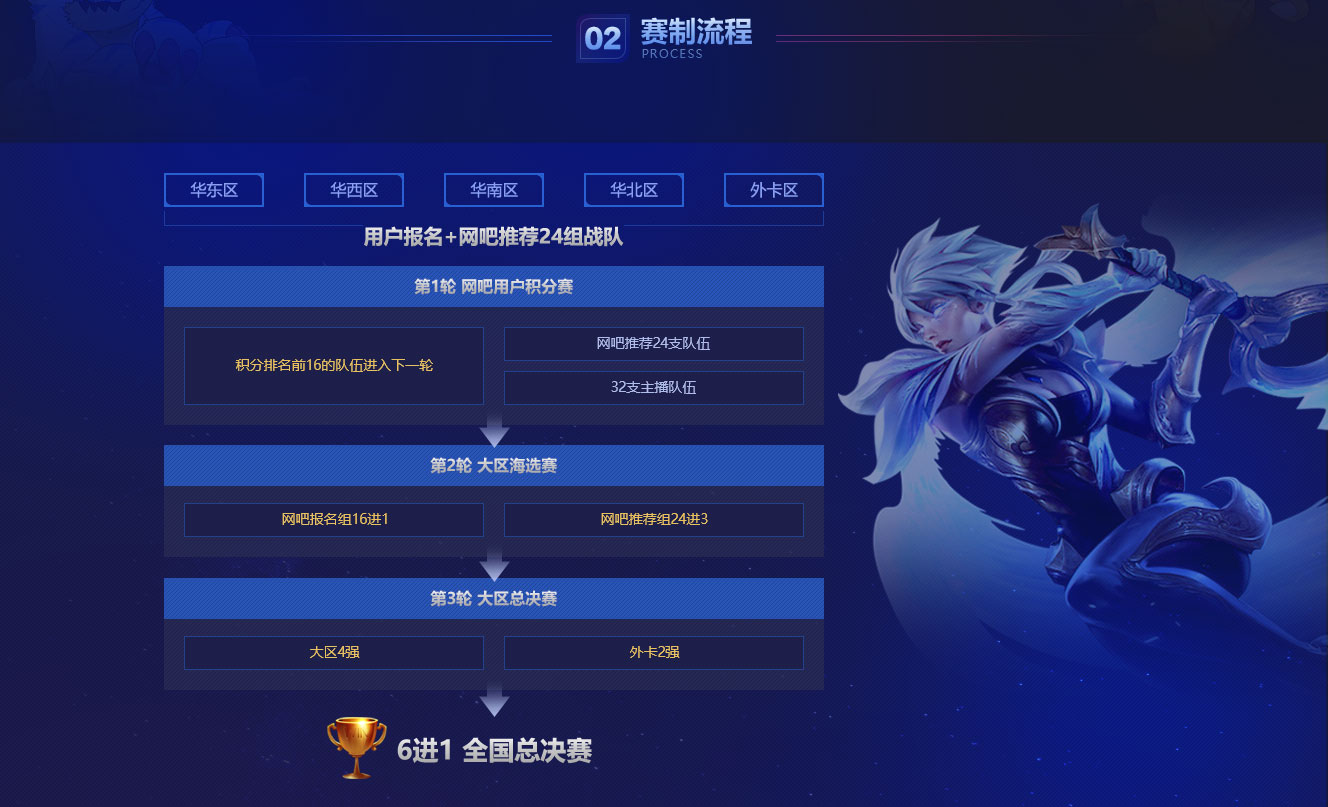 02
赛制流程
PROCESS
华东区 华西区 华南区 华北区 外卡区
用户报名+网吧推荐24组战队
第1轮 网吧用户积分赛
积分排名前16的队伍进入下一轮
网吧推荐24支队伍
32支主播队伍
第2轮 大区海选赛
网吧报名组16进1 网吧推荐组24进3
第3轮 大区总决赛
大区4强 外卡2强
6进1 全国总决赛